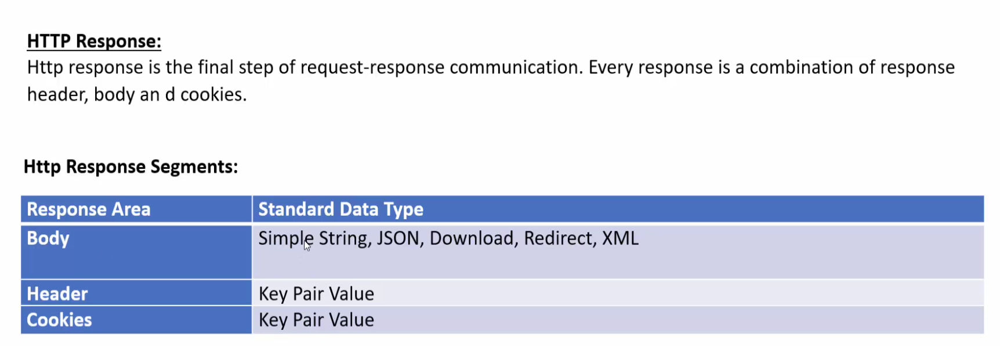 HTTP Response:
Http response is the final step of request-response communication. Every response is a combination of response
header, body an d cookies.
Http Response Segments:
Response Area Standard Data Type
Body Simple String, JSON, Download, Redirect, XML
Header Key Pair Value
Cookies Key Pair Value